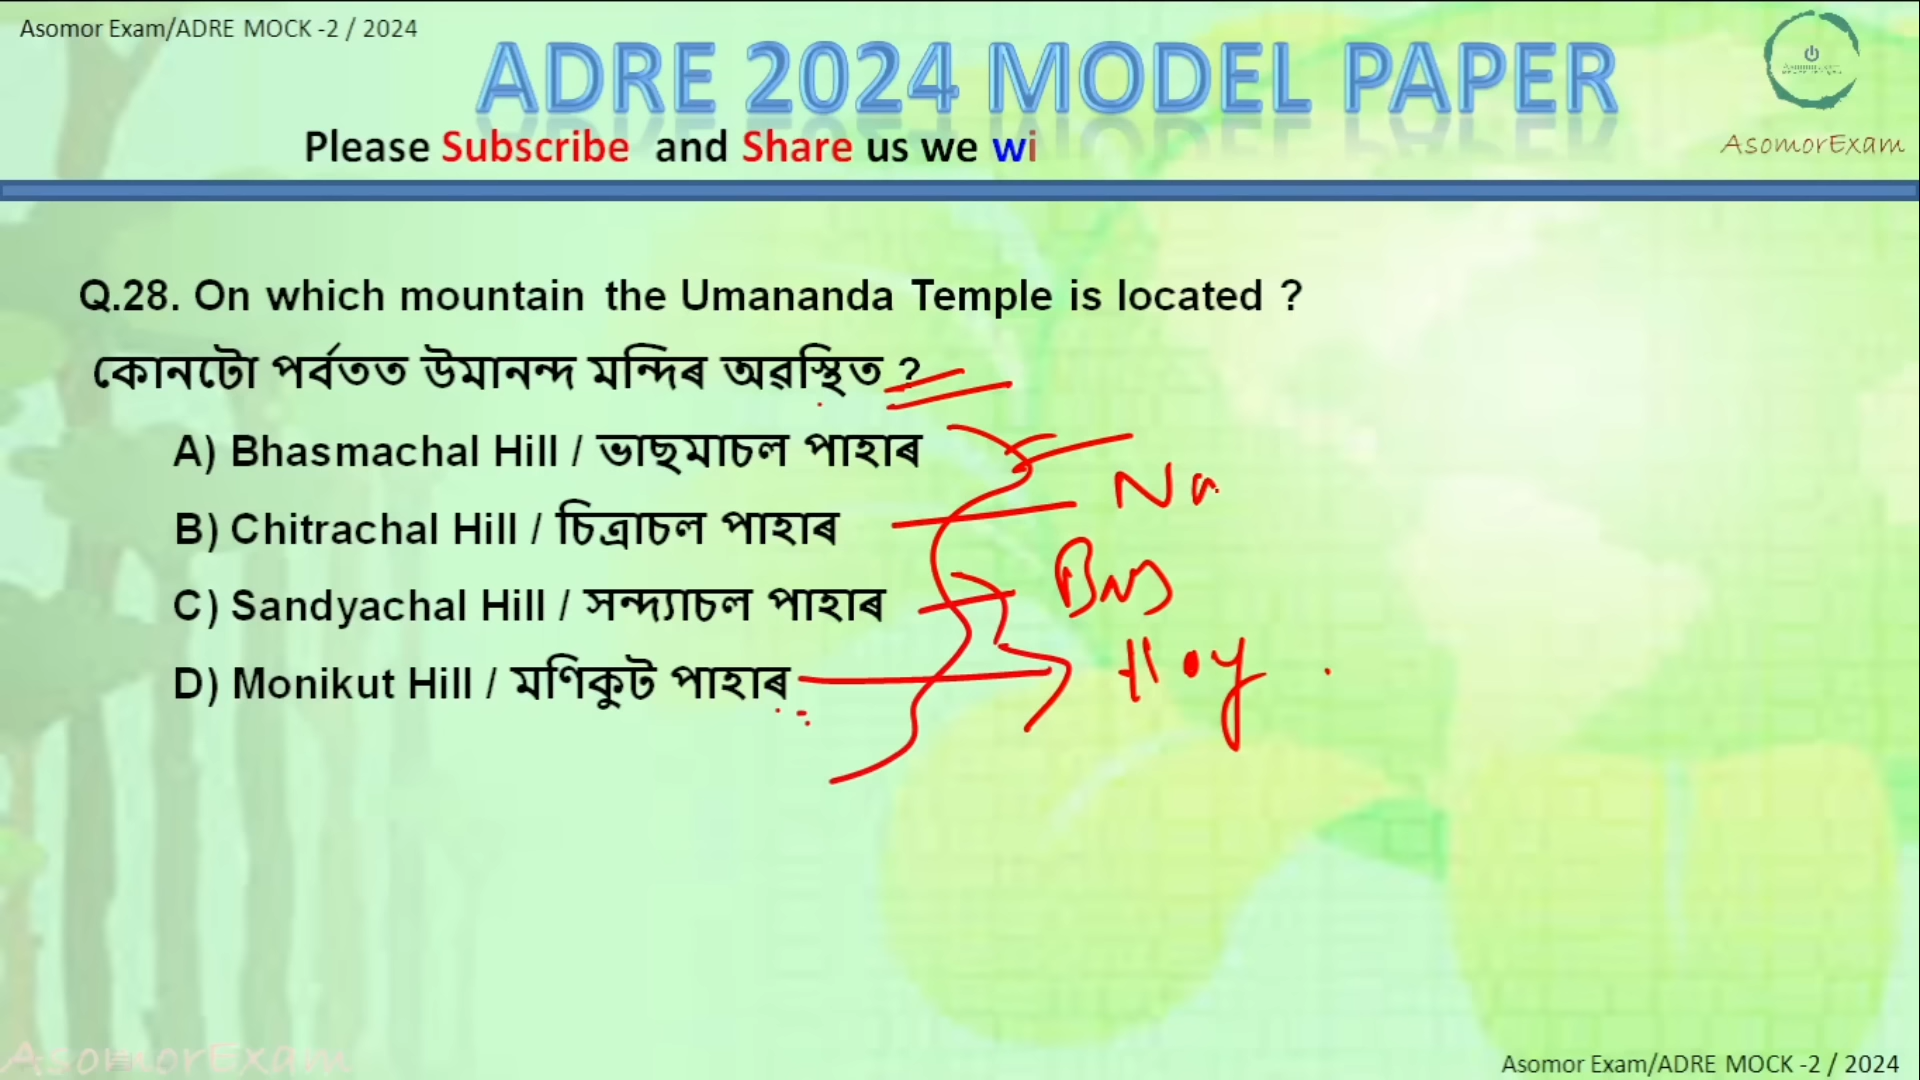 Asomor Exam/ADRE MOCK -2 / 2024
ADRE 2024 MODEL PAPER
Please Subscribe and Share us we wi
AsomorExam
Q.28. On which mountain the Umananda Temple is located ?
কোনটো পৰ্বতত উমানন্দ মন্দিৰ অৱস্থিত ?
A) Bhasmachal Hill / ভাছমাচল পাহাৰ
Na
B) Chitrachal Hill / চিত্ৰাচল পাহাৰ
C) Sandyachal Hill / সন্দ্যাচল পাহাৰ
D) Monikut Hill / মণিকুট পাহাৰ
Hay
AsomorExam
Asomor Exam/ADRE MOCK -2 / 2024